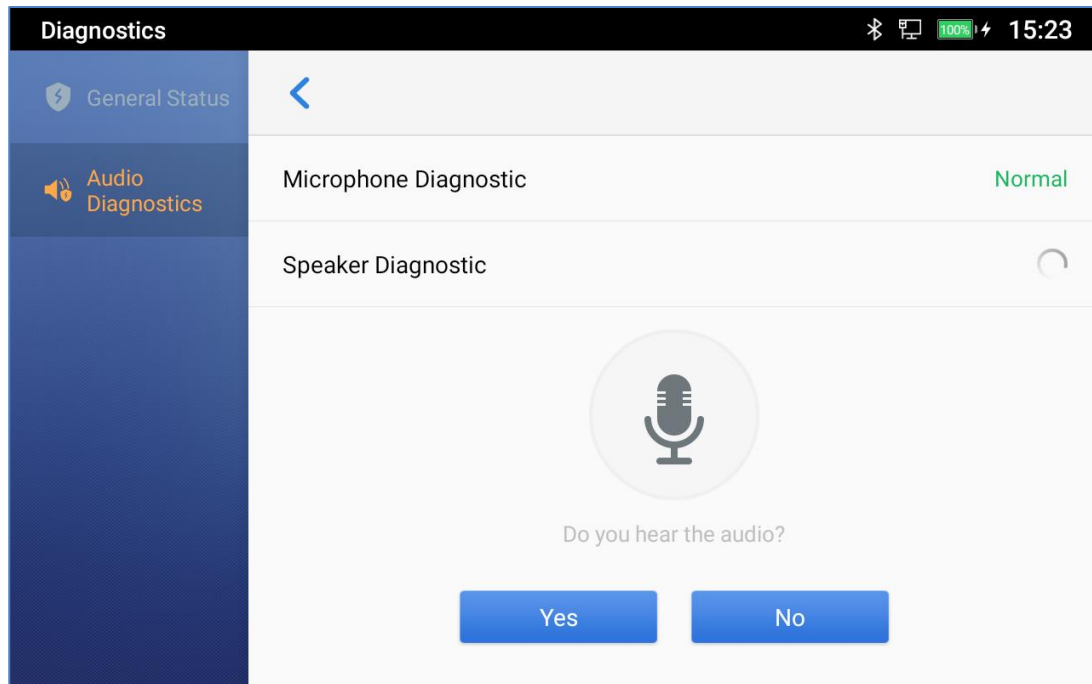 Diagnostics
100%
15:23
General Status
Audio
Diagnostics
Microphone Diagnostic
Normal
Speaker Diagnostic
Do you hear the audio?
Yes
No